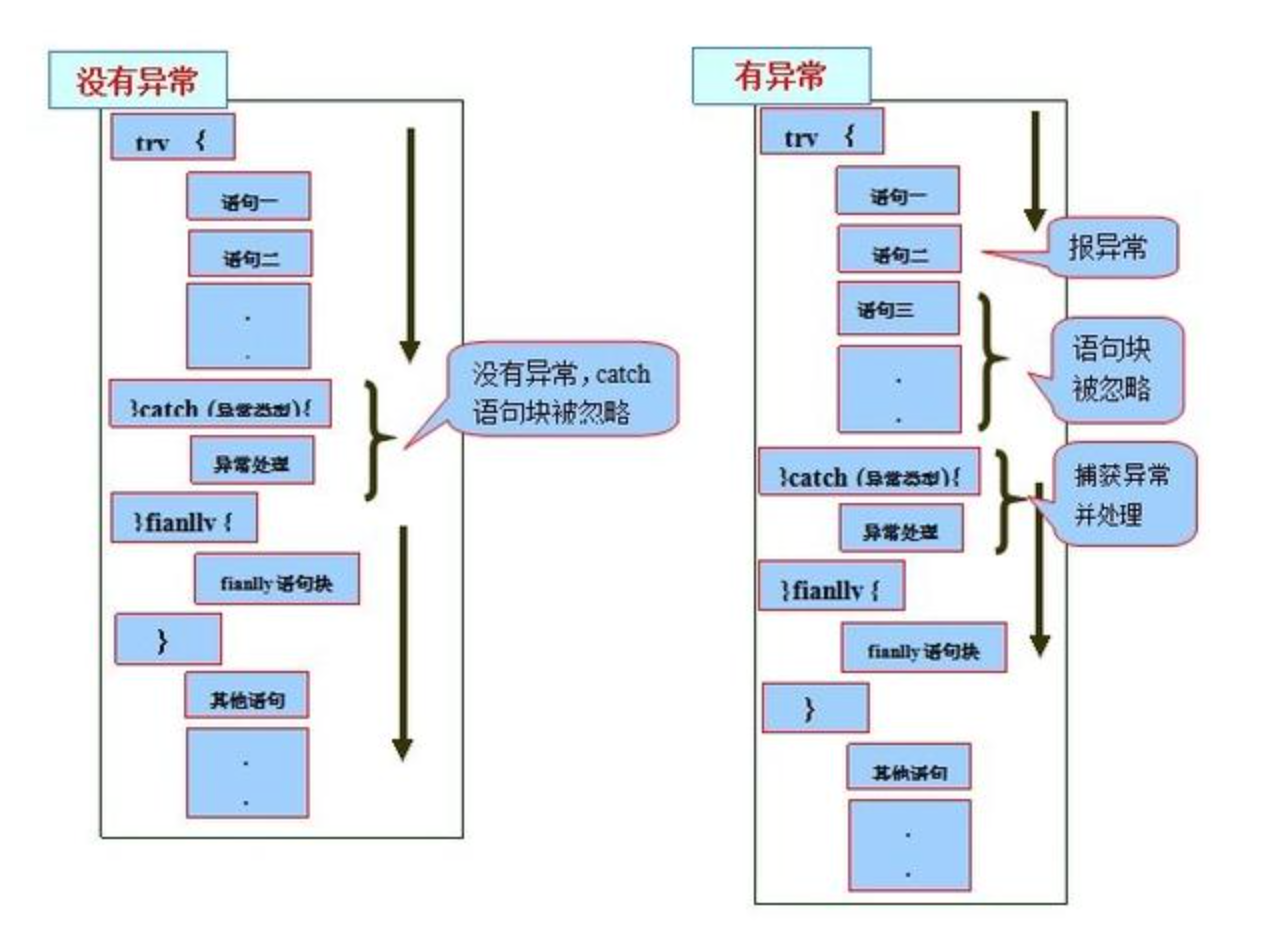 没有异常
try {
语句一
语句二
.
.
}catch (异常类型){
异常处理
}fianlly {
fianlly 语句块
}
其他语句
.
.
没有异常，catch
语句块被忽略
有异常
try {
语句一
语句二
语句三
.
.
}catch (异常类型){
异常处理
}fianlly {
fianlly 语句块
}
其他语句
.
.
报异常
语句块
被忽略
捕获异常
并处理